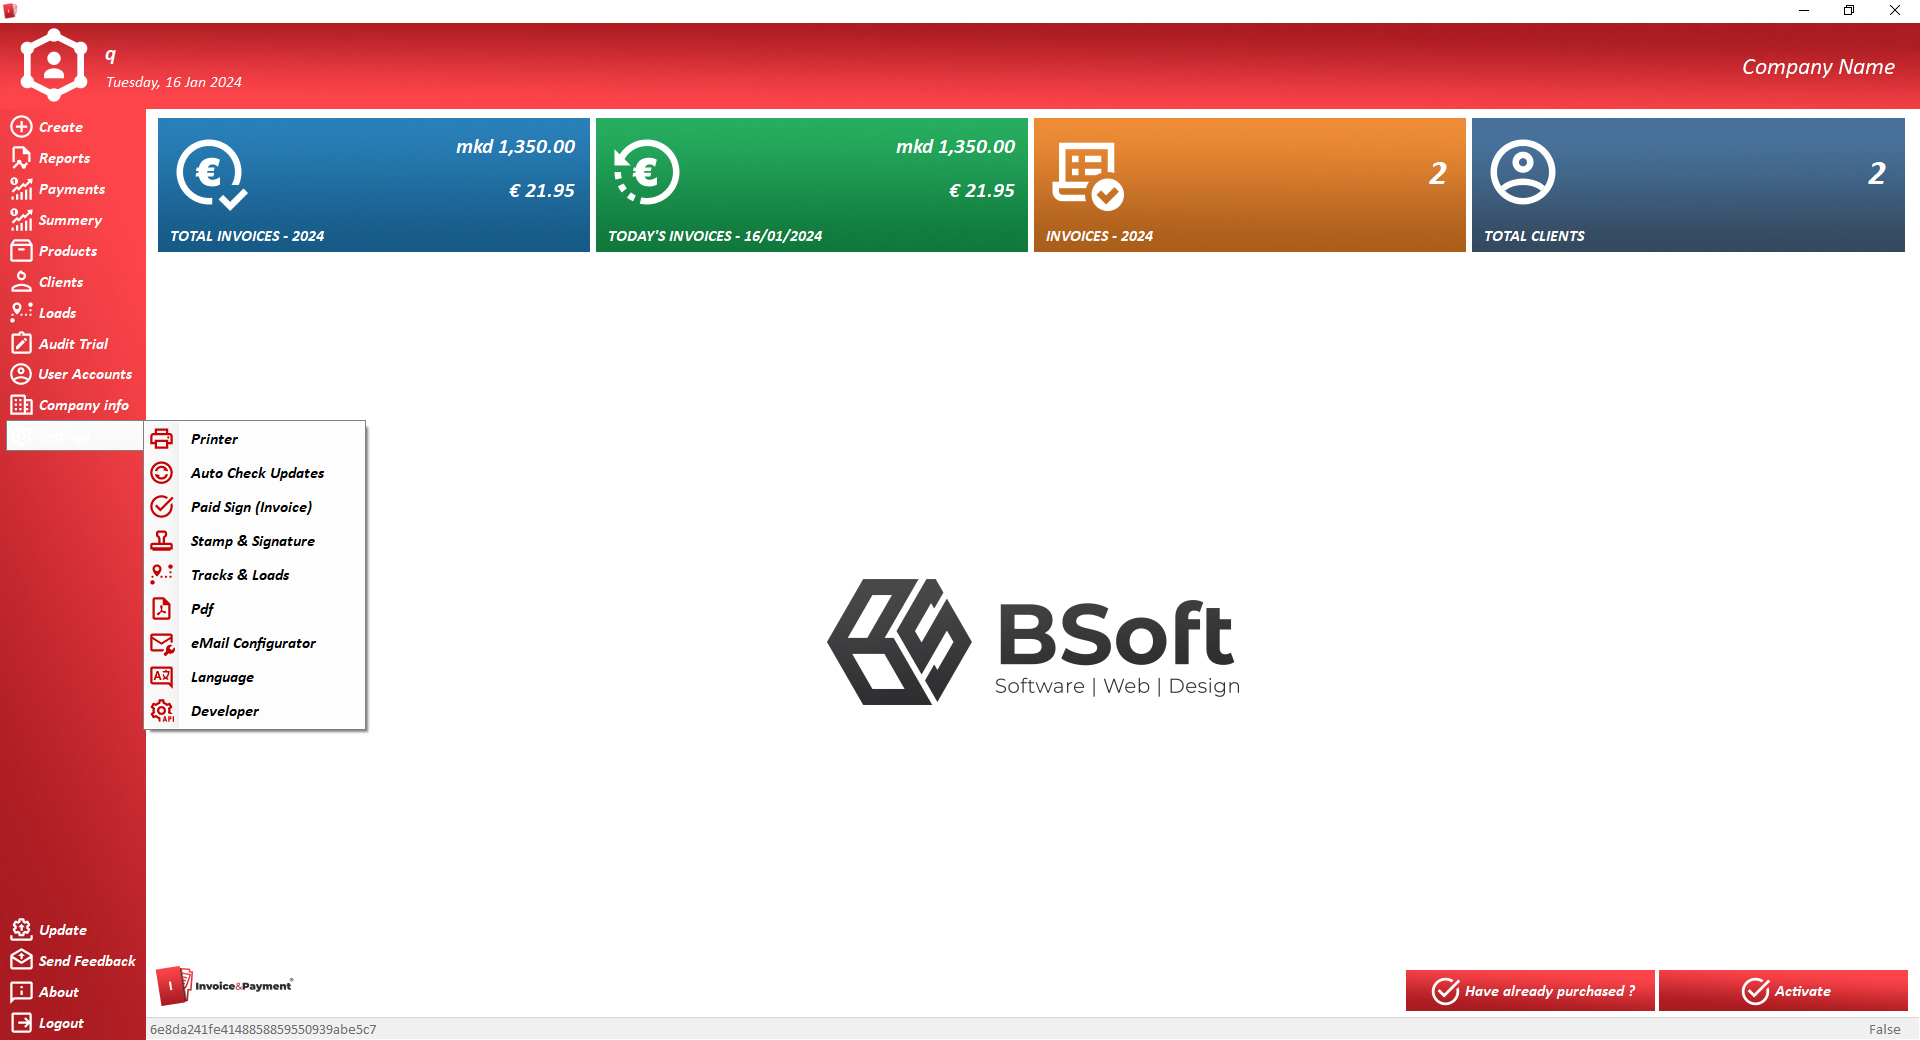 q
Tuesday, 16 Jan 2024
Company Name
Create
Reports
Payments
Summery
Products
Clients
Loads
Audit Trial
User Accounts
Company info
Settings
Printer
Auto Check Updates
Paid Sign (Invoice)
Stamp & Signature
Tracks & Loads
Pdf
eMail Configurator
Language
Developer
mkd 1,350.00
€ 21.95
TOTAL INVOICES - 2024
mkd 1,350.00
€ 21.95
TODAY'S INVOICES - 16/01/2024
2
INVOICES - 2024
2
TOTAL CLIENTS
BSoft
Software | Web | Design
Update
Send Feedback
About
Logout
Invoice&Payment
Have already purchased ?
Activate
6e8da241fe4148858859550939abe5c7
False